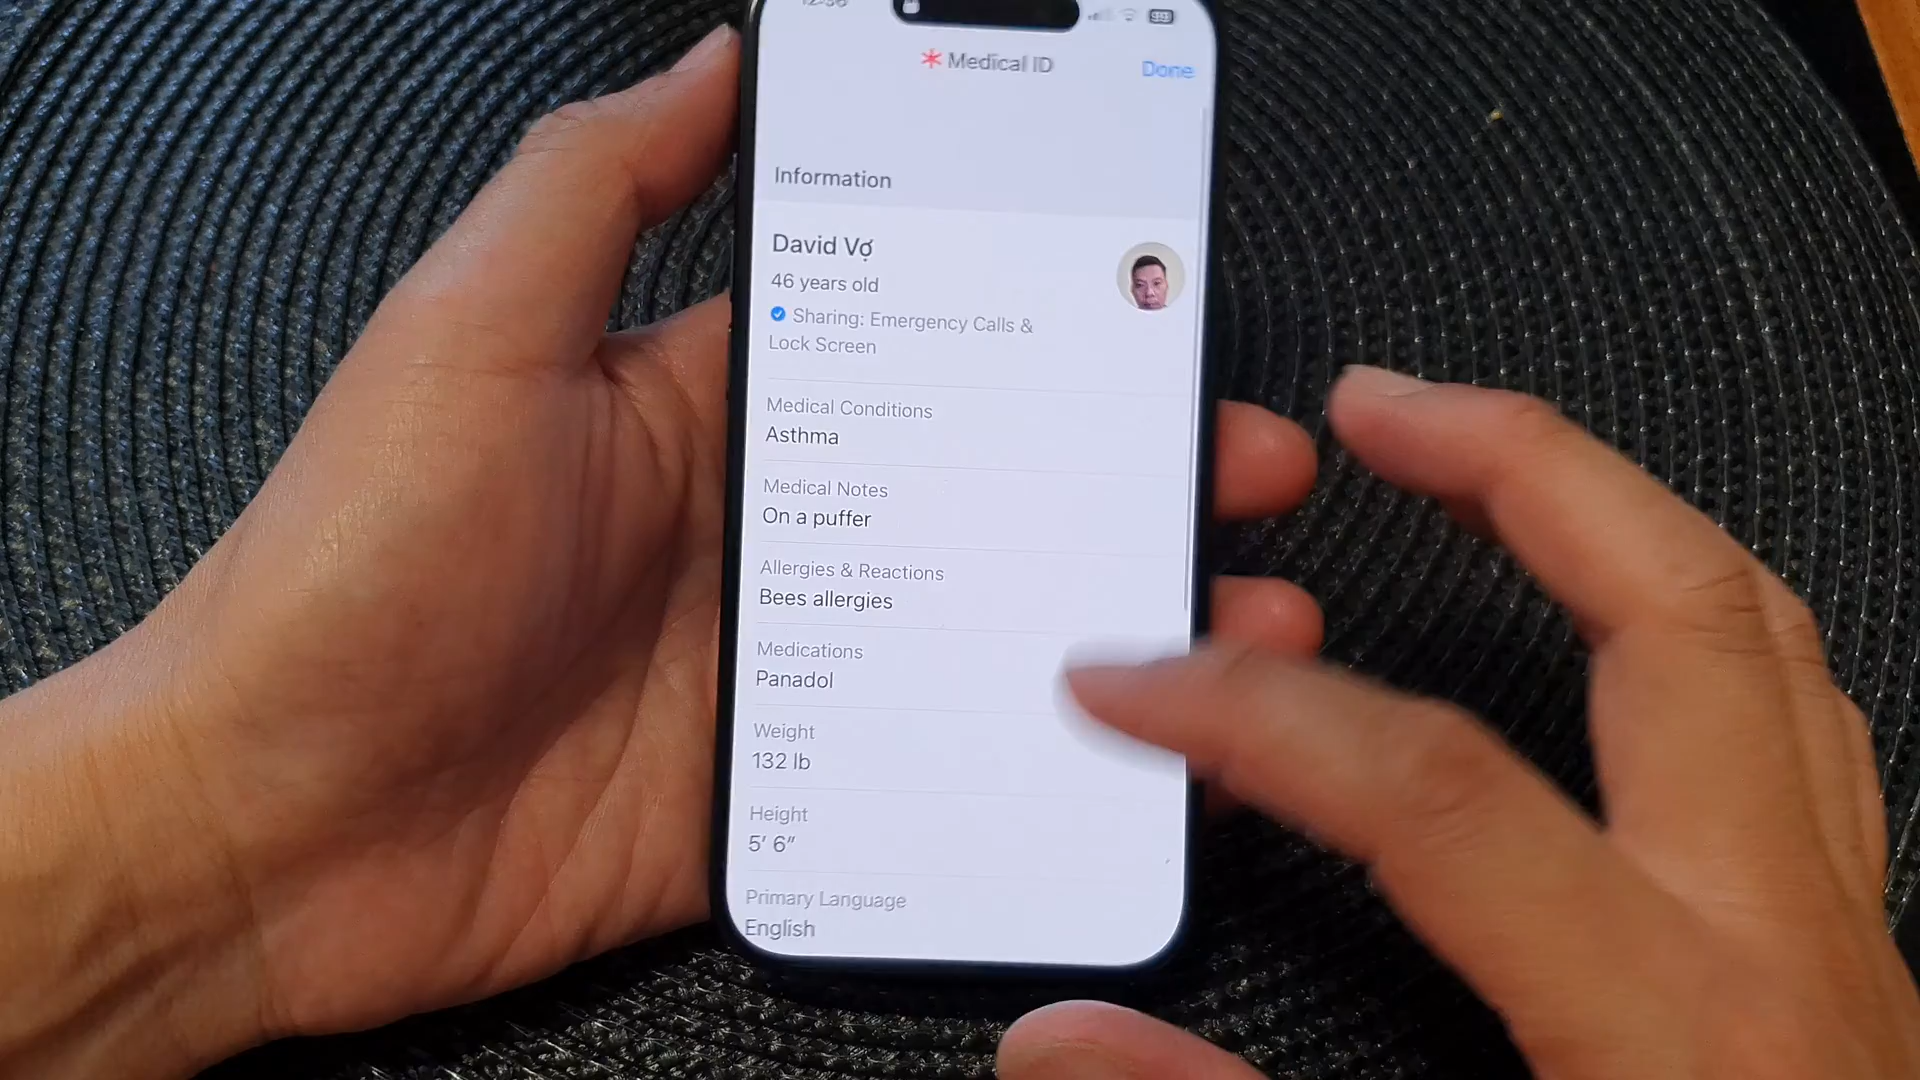 Medical ID
Done
Information
David Vợ
46 years old
Sharing: Emergency Calls &
Lock Screen
Medical Conditions
Asthma
Medical Notes
On a puffer
Allergies & Reactions
Bees allergies
Medications
Panadol
Weight
132 lb
Height
5' 6"
Primary Language
English